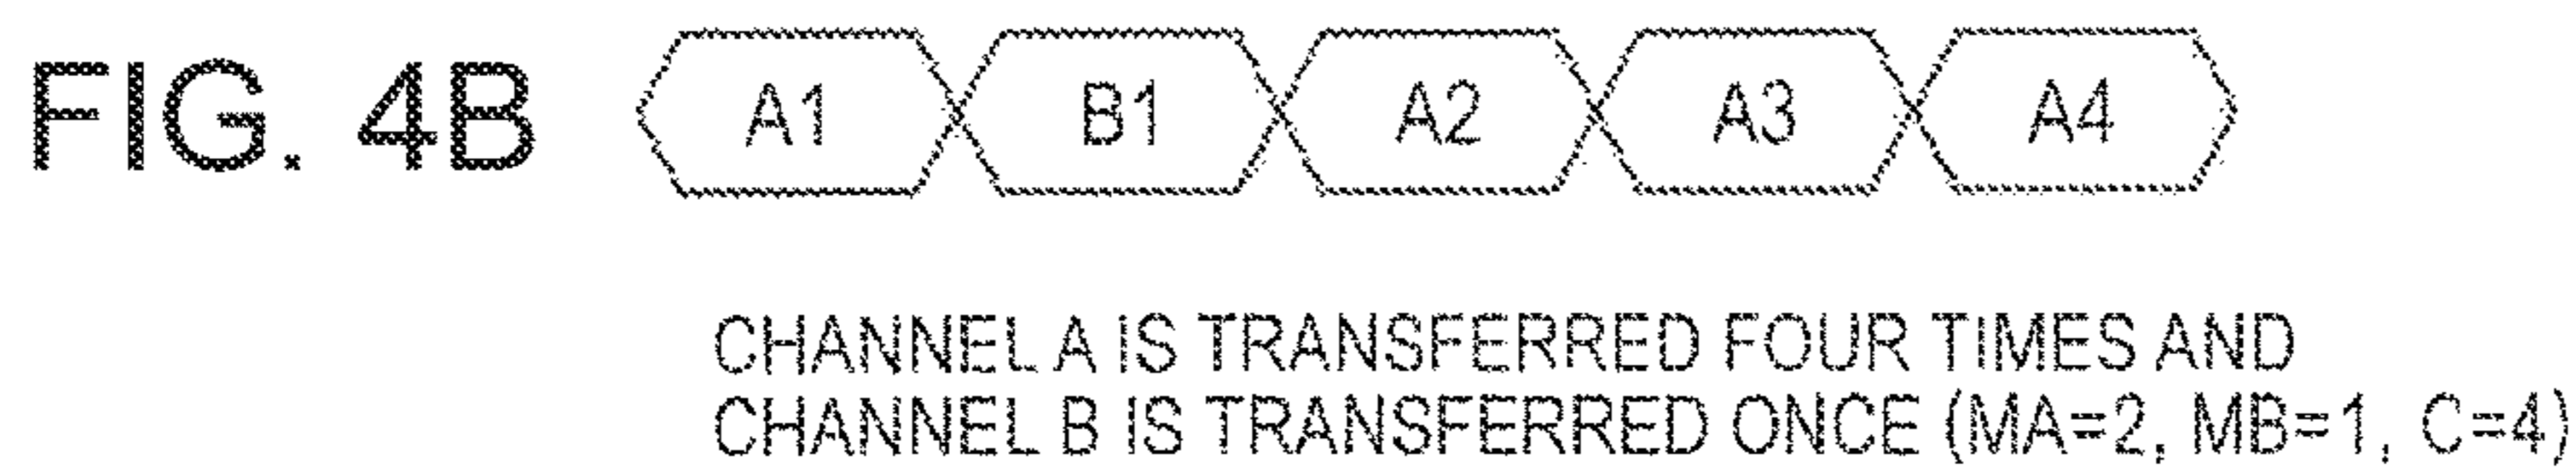 FIG. 4B A1 B1 A2 A3 A4
CHANNEL A IS TRANSFERRED FOUR TIMES AND
CHANNEL B IS TRANSFERRED ONCE (MA=2, MB=1, C=4)